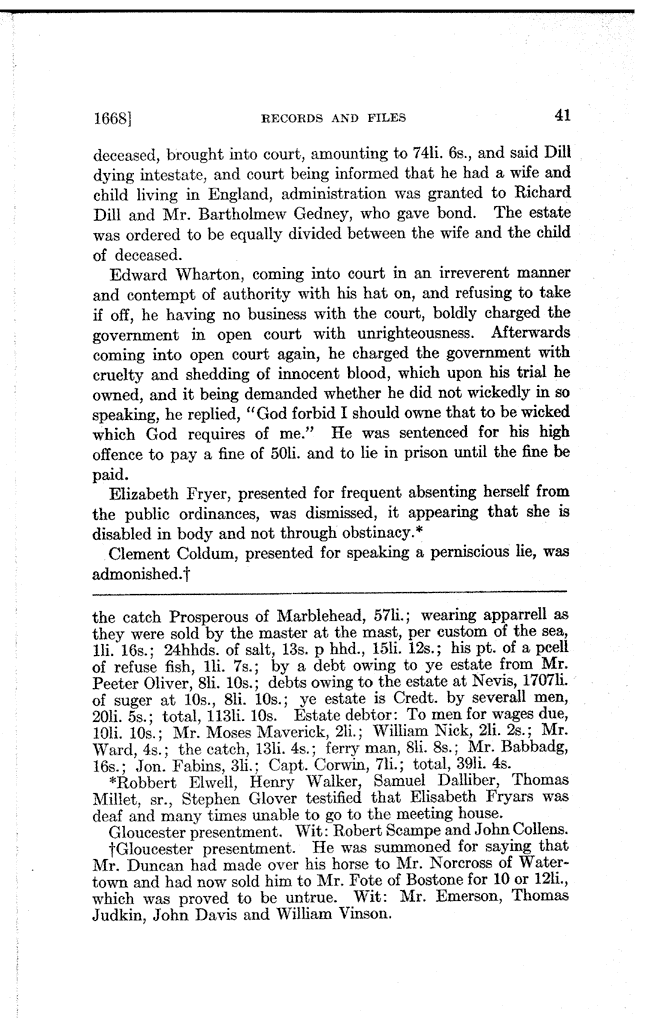 1668] RECORDS AND FILES 41
deceased, brought into court, amounting to 74li. 6s., and said Dill
dying intestate, and court being informed that he had a wife and
child living in England, administration was granted to Richard
Dill and Mr. Bartholmew Gedney, who gave bond. The estate
was ordered to be equally divided between the wife and the child
of deceased.
Edward Wharton, coming into court in an irreverent manner
and contempt of authority with his hat on, and refusing to take
if off, he having no business with the court, boldly charged the
government in open court with unrighteousness. Afterwards
coming into open court again, he charged the government with
cruelty and shedding of innocent blood, which upon his trial he
owned, and it being demanded whether he did not wickedly in so
speaking, he replied, "God forbid I should owne that to be wicked
which God requires of me." He was sentenced for his high
offence to pay a fine of 50li. and to lie in prison until the fine be
paid.
Elizabeth Fryer, presented for frequent absenting herself from
the public ordinances, was dismissed, it appearing that she is
disabled in body and not through obstinacy.*
Clement Coldum, presented for speaking a perniscious lie, was
admonished.†
the catch Prosperous of Marblehead, 57li.; wearing apparrell as
they were sold by the master at the mast, per custom of the sea,
1li. 16s.; 24hhds. of salt, 13s. p hhd., 15li. 12s.; his pt. of a pcell
of refuse fish, 1li. 7s.; by a debt owing to ye estate from Mr.
Peeter Oliver, 8li. 10s.; debts owing to the estate at Nevis, 1707li.
of suger at 10s., 8li. 10s.; ye estate is Credt. by severall men,
20li. 5s.; total, 113li. 10s. Estate debtor: To men for wages due,
10li. 10s.; Mr. Moses Maverick, 2li.; William Nick, 2li. 2s.; Mr.
Ward, 4s.; the catch, 13li. 4s.; ferry man, 8li. 8s.; Mr. Babbadg,
16s.; Jon. Fabins, 3li.; Capt. Corwin, 7li.; total, 39li. 4s.
*Robbert Elwell, Henry Walker, Samuel Dalliber, Thomas
Millet, sr., Stephen Glover testified that Elisabeth Fryars was
deaf and many times unable to go to the meeting house.
Gloucester presentment. Wit: Robert Scampe and John Collens.
†Gloucester presentment. He was summoned for saying that
Mr. Duncan had made over his horse to Mr. Norcross of Water-
town and had now sold him to Mr. Fote of Bostone for 10 or 12li.,
which was proved to be untrue. Wit: Mr. Emerson, Thomas
Judkin, John Davis and William Vinson.